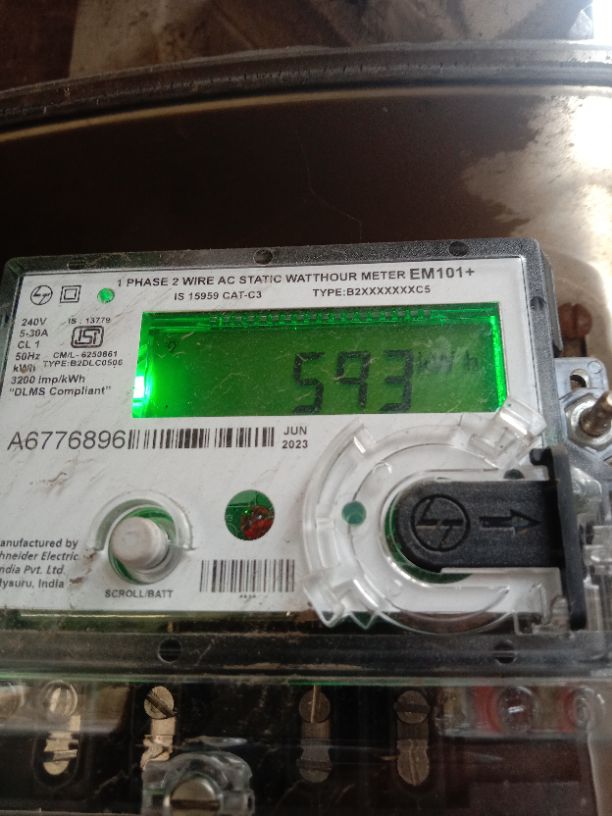 1 PHASE 2 WIRE AC STATIC WATTHOUR METER EM101+
IS 15959 CAT-C3 TYPE:B2XXXXXXXC5
240V IS : 13779
5-30A
CL 1
50Hz CM/L- 6250861
kWh TYPE:B2DLC0506
3200 imp/kWh
"DLMS Compliant"
593 kWh
A6776896
JUN
2023
anufactured by
hneider Electric
ndia Pvt. Ltd.
ysuru, India
SCROLL/BATT